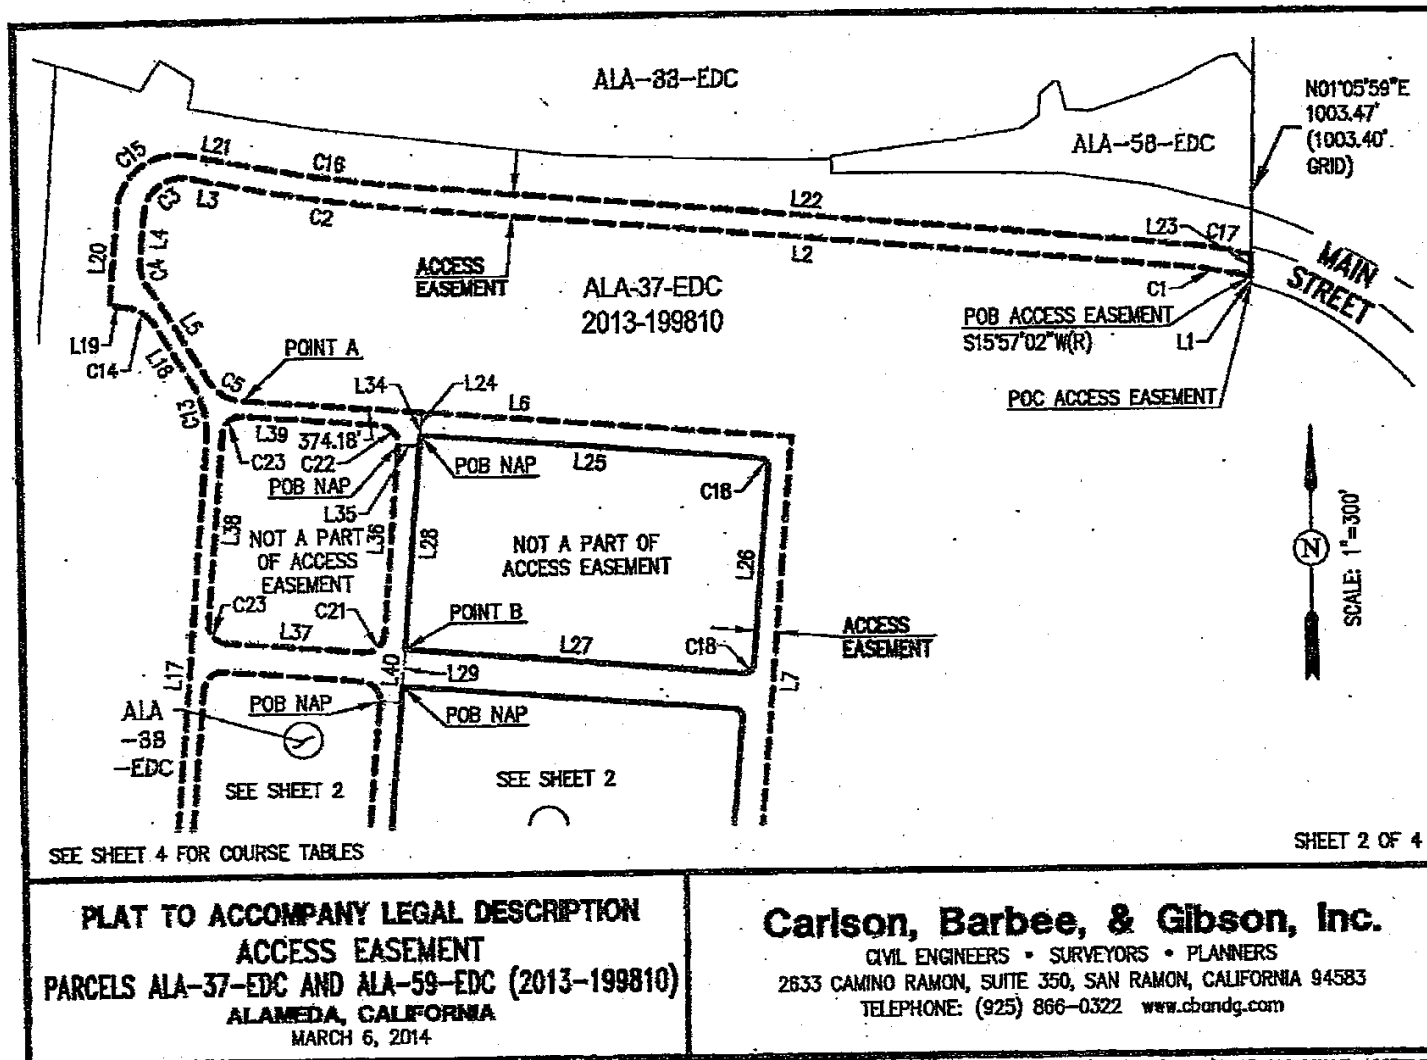 ALA-33-EDC
N01°05'59"E
1003.47'
(1003.40'
GRID)
ALA-58-EDC
C15
L21
C16
C3
L3
C2
L22
L23
C17
L20
L4
C4
L2
MAIN
STREET
ACCESS
EASEMENT
ALA-37-EDC
2013-199810
C1
POB ACCESS EASEMENT
S15°57'02"W(R)
L1
L19
C14
L5
L18
POINT A
L34
L24
POC ACCESS EASEMENT
C5
C13
L6
L39
374.18'
C23
C22
POB NAP
POB NAP
L25
C18
L35
L38
L36
L28
L26
NOT A PART
OF ACCESS
EASEMENT
NOT A PART OF
ACCESS EASEMENT
N
SCALE: 1"=300'
C23
C21
POINT B
L37
L27
C18
ACCESS
EASEMENT
L17
L40
L29
L7
POB NAP
POB NAP
ALA
-38
-EDC
SEE SHEET 2
SEE SHEET 2
SEE SHEET 4 FOR COURSE TABLES
SHEET 2 OF 4
PLAT TO ACCOMPANY LEGAL DESCRIPTION
ACCESS EASEMENT
PARCELS ALA-37-EDC AND ALA-59-EDC (2013-199810)
ALAMEDA, CALIFORNIA
MARCH 6, 2014
Carlson, Barbee, & Gibson, Inc.
CIVIL ENGINEERS • SURVEYORS • PLANNERS
2633 CAMINO RAMON, SUITE 350, SAN RAMON, CALIFORNIA 94583
TELEPHONE: (925) 866-0322 www.cbandg.com